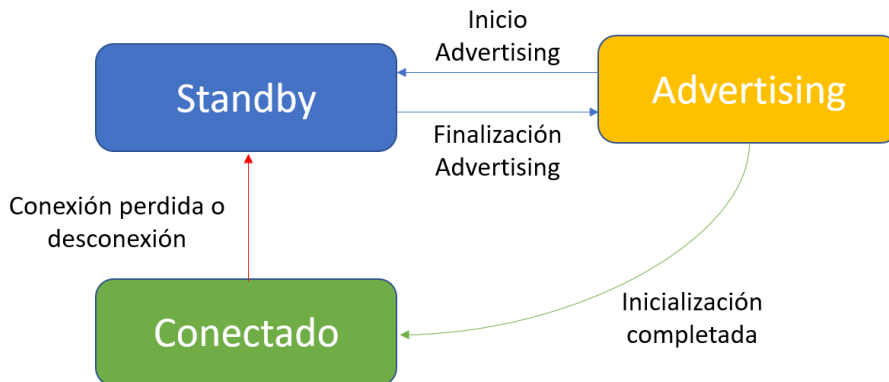 Inicio
Advertising
Standby
Advertising
Finalización
Advertising
Conexión perdida o
desconexión
Conectado
Inicialización
completada